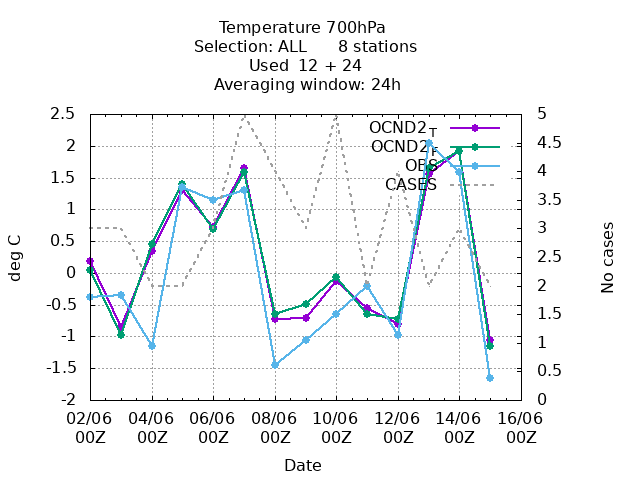 Temperature 700hPa
Selection: ALL      8 stations
Used  12 + 24
Averaging window: 24h
2.5
2
1.5
1
0.5
0
-0.5
-1
-1.5
-2
deg C
5
4.5
4
3.5
3
2.5
2
1.5
1
0.5
0
No cases
OCND2_T
OCND2_F
OBS
CASES
02/06 04/06 06/06 08/06 10/06 12/06 14/06 16/06
00Z 00Z 00Z 00Z 00Z 00Z 00Z 00Z
Date